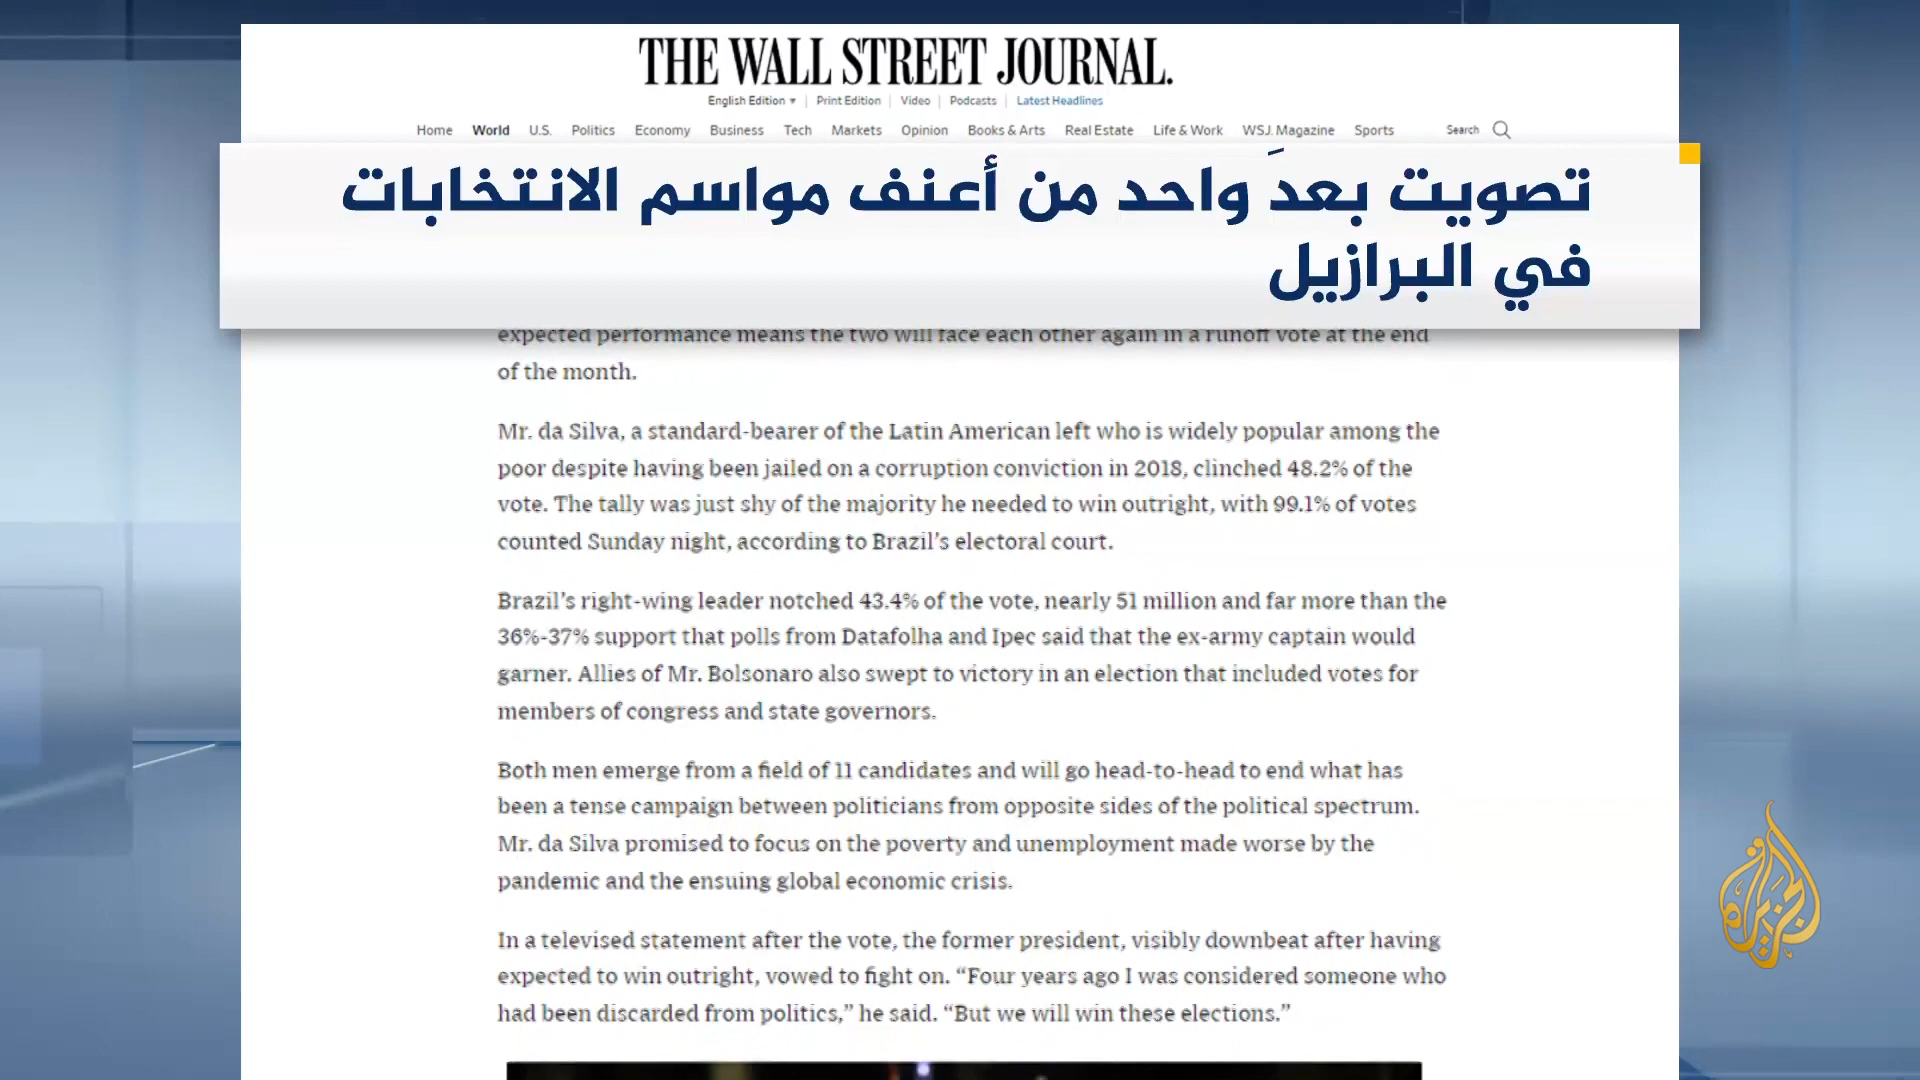 THE WALL STREET JOURNAL.
English Edition ▾ | Print Edition | Video | Podcasts | Latest Headlines
Home World U.S. Politics Economy Business Tech Markets Opinion Books & Arts Real Estate Life & Work WSJ. Magazine Sports Search
تصويت بعدَ واحد من أعنف مواسم الانتخابات
في البرازيل
expected performance means the two will face each other again in a runoff vote at the end
of the month.
Mr. da Silva, a standard-bearer of the Latin American left who is widely popular among the
poor despite having been jailed on a corruption conviction in 2018, clinched 48.2% of the
vote. The tally was just shy of the majority he needed to win outright, with 99.1% of votes
counted Sunday night, according to Brazil’s electoral court.
Brazil’s right-wing leader notched 43.4% of the vote, nearly 51 million and far more than the
36%-37% support that polls from Datafolha and Ipec said that the ex-army captain would
garner. Allies of Mr. Bolsonaro also swept to victory in an election that included votes for
members of congress and state governors.
Both men emerge from a field of 11 candidates and will go head-to-head to end what has
been a tense campaign between politicians from opposite sides of the political spectrum.
Mr. da Silva promised to focus on the poverty and unemployment made worse by the
pandemic and the ensuing global economic crisis.
In a televised statement after the vote, the former president, visibly downbeat after having
expected to win outright, vowed to fight on. “Four years ago I was considered someone who
had been discarded from politics,” he said. “But we will win these elections.”
الجزيرة